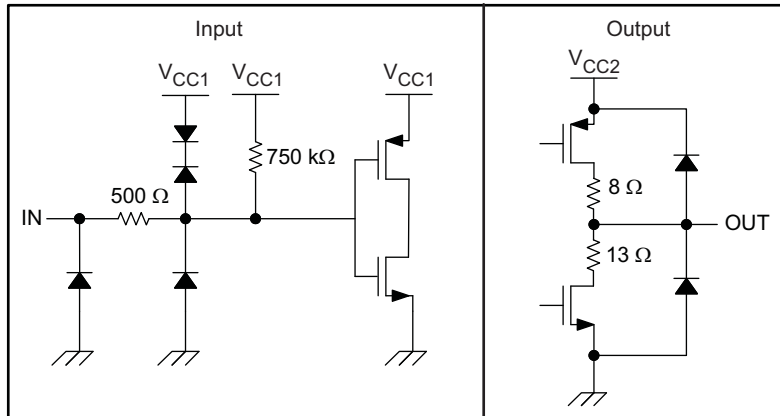 Input
Output
VCC1
VCC1
VCC1
VCC2
750 kΩ
500 Ω
8 Ω
IN
OUT
13 Ω